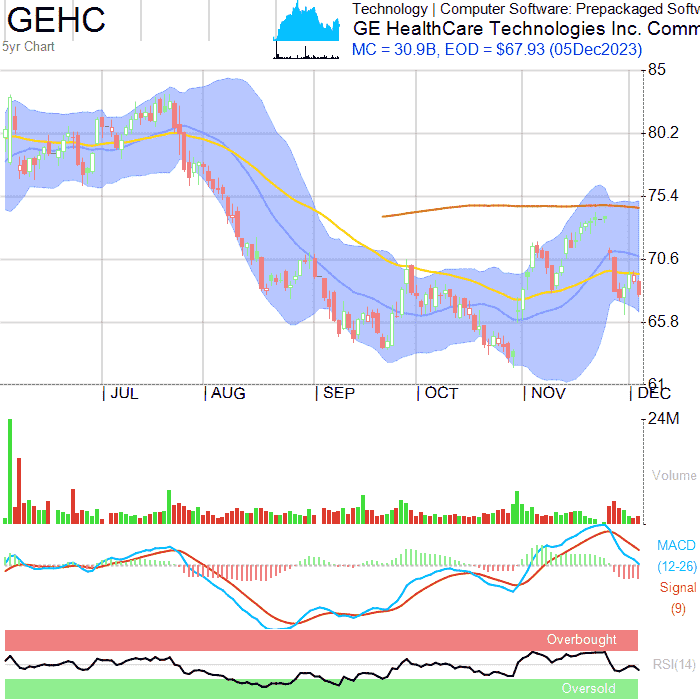 GEHC
5yr Chart
Technology | Computer Software: Prepackaged Softw
GE HealthCare Technologies Inc. Comm
MC = 30.9B, EOD = $67.93 (05Dec2023)
85
80.2
75.4
70.6
65.8
61
JUL AUG SEP OCT NOV DEC
24M
Volume
MACD
(12-26)
Signal
(9)
Overbought
RSI(14)
Oversold